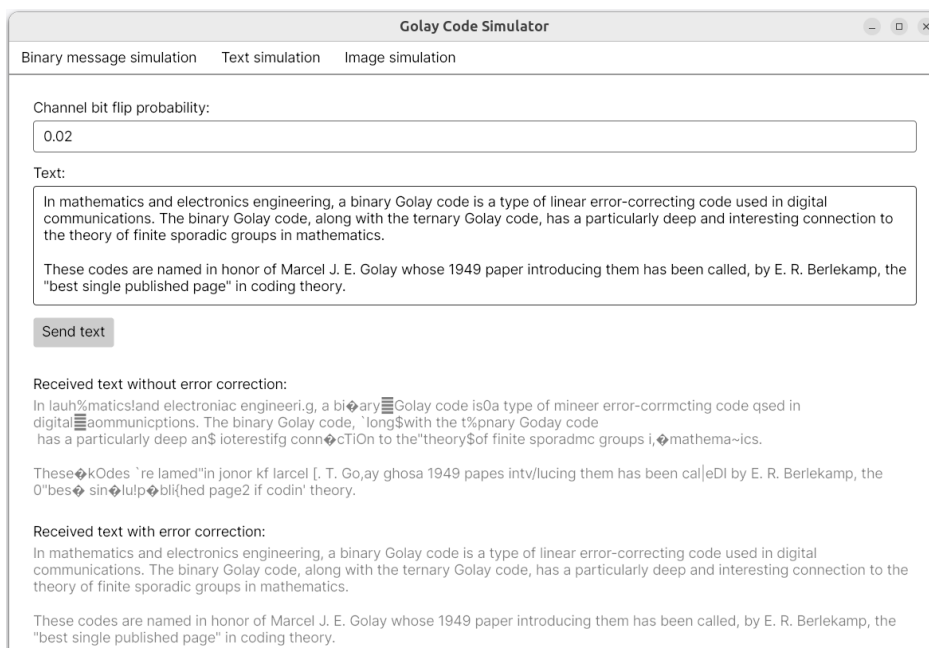 Golay Code Simulator
Binary message simulation Text simulation Image simulation
Channel bit flip probability:
0.02
Text:
In mathematics and electronics engineering, a binary Golay code is a type of linear error-correcting code used in digital
communications. The binary Golay code, along with the ternary Golay code, has a particularly deep and interesting connection to
the theory of finite sporadic groups in mathematics.
These codes are named in honor of Marcel J. E. Golay whose 1949 paper introducing them has been called, by E. R. Berlekamp, the
"best single published page" in coding theory.
Send text
Received text without error correction:
In lauh%matics!and electroniac engineeri.g, a bi�ary Golay code is0a type of mineer error-corrmcting code qsed in
digital aommunicptions. The binary Golay code, `long$with the t%pnary Goday code
has a particularly deep an$ ioterestifg conn�cTiOn to the"theory$of finite sporadmc groups i,�mathema~ics.
These�kOdes `re lamed"in jonor kf larcel [. T. Go,ay ghosa 1949 papes intv/lucing them has been cal|eDl by E. R. Berlekamp, the
0"bes� sin�lu!p�bli{hed page2 if codin' theory.
Received text with error correction:
In mathematics and electronics engineering, a binary Golay code is a type of linear error-correcting code used in digital
communications. The binary Golay code, along with the ternary Golay code, has a particularly deep and interesting connection to the
theory of finite sporadic groups in mathematics.
These codes are named in honor of Marcel J. E. Golay whose 1949 paper introducing them has been called, by E. R. Berlekamp, the
"best single published page" in coding theory.